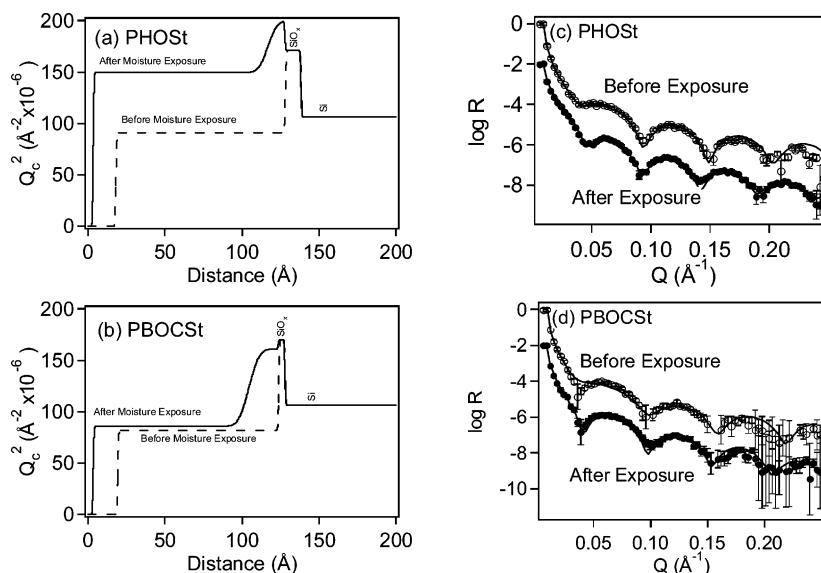 (a) PHOSt
After Moisture Exposure
Before Moisture Exposure
SiOx
Si
Qc2 (Å-2 x10-6)
200
150
100
50
0
0 50 100 150 200
Distance (Å)
(b) PBOCSt
After Moisture Exposure
Before Moisture Exposure
SiOx
Si
Qc2 (Å-2 x10-6)
200
150
100
50
0
0 50 100 150 200
Distance (Å)
(c) PHOSt
Before Exposure
After Exposure
log R
0
-2
-4
-6
-8
0.05 0.10 0.15 0.20
Q (Å-1)
(d) PBOCSt
Before Exposure
After Exposure
log R
0
-2
-4
-6
-8
-10
0.05 0.10 0.15 0.20
Q (Å-1)